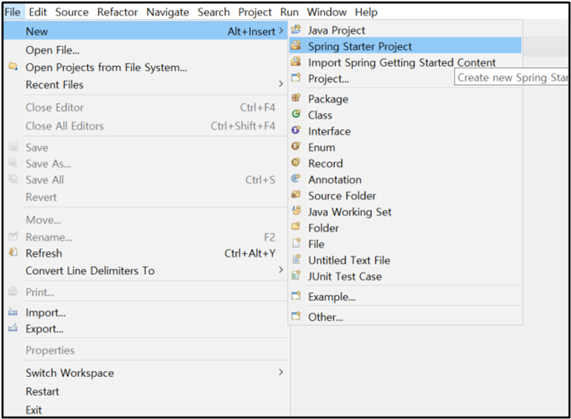 File Edit Source Refactor Navigate Search Project Run Window Help
New Alt+Insert >
Open File...
Open Projects from File System...
Recent Files >
Close Editor Ctrl+F4
Close All Editors Ctrl+Shift+F4
Save
Save As...
Save All Ctrl+S
Revert
Move...
Rename... F2
Refresh Ctrl+Alt+Y
Convert Line Delimiters To >
Print...
Import...
Export...
Properties
Switch Workspace >
Restart
Exit
Java Project
Spring Starter Project
Import Spring Getting Started Content
Project...
Create new Spring Star
Package
Class
Interface
Enum
Record
Annotation
Source Folder
Java Working Set
Folder
File
Untitled Text File
JUnit Test Case
Example...
Other...